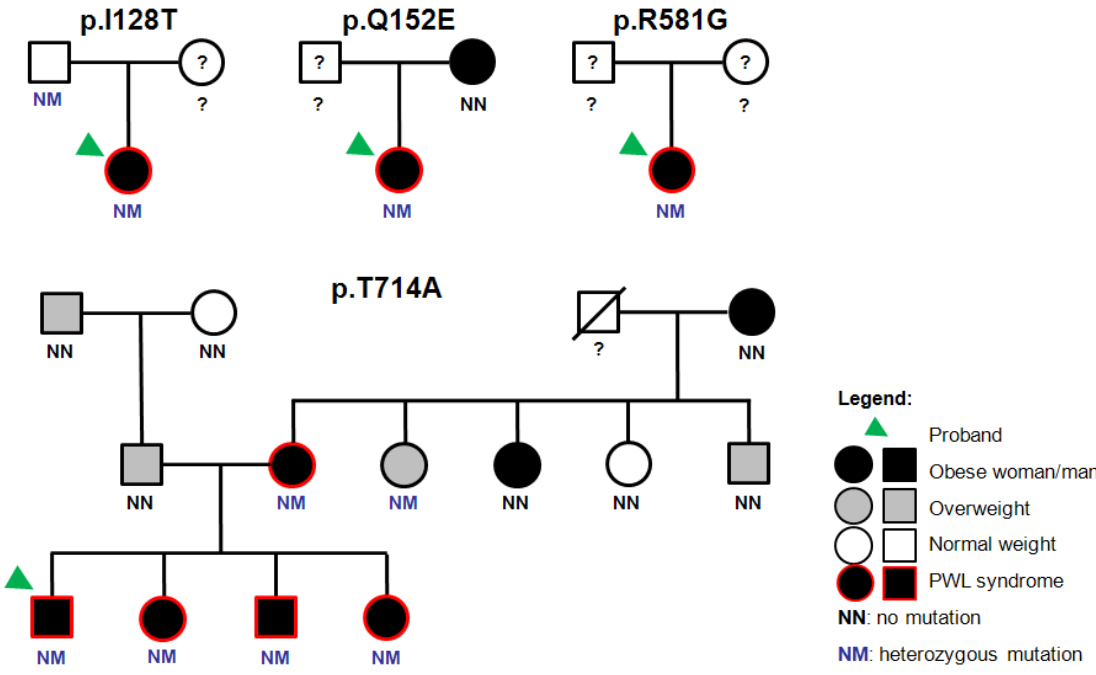 p.I128T p.Q152E p.R581G
? ? ?
NM ? ? NN ? ?
NM NM NM
p.T714A
NN NN ? NN
Legend:
Proband
Obese woman/man
NN NM NM NN NN NN
Overweight
Normal weight
PWL syndrome
NN: no mutation
NM NM NM NM
NM: heterozygous mutation